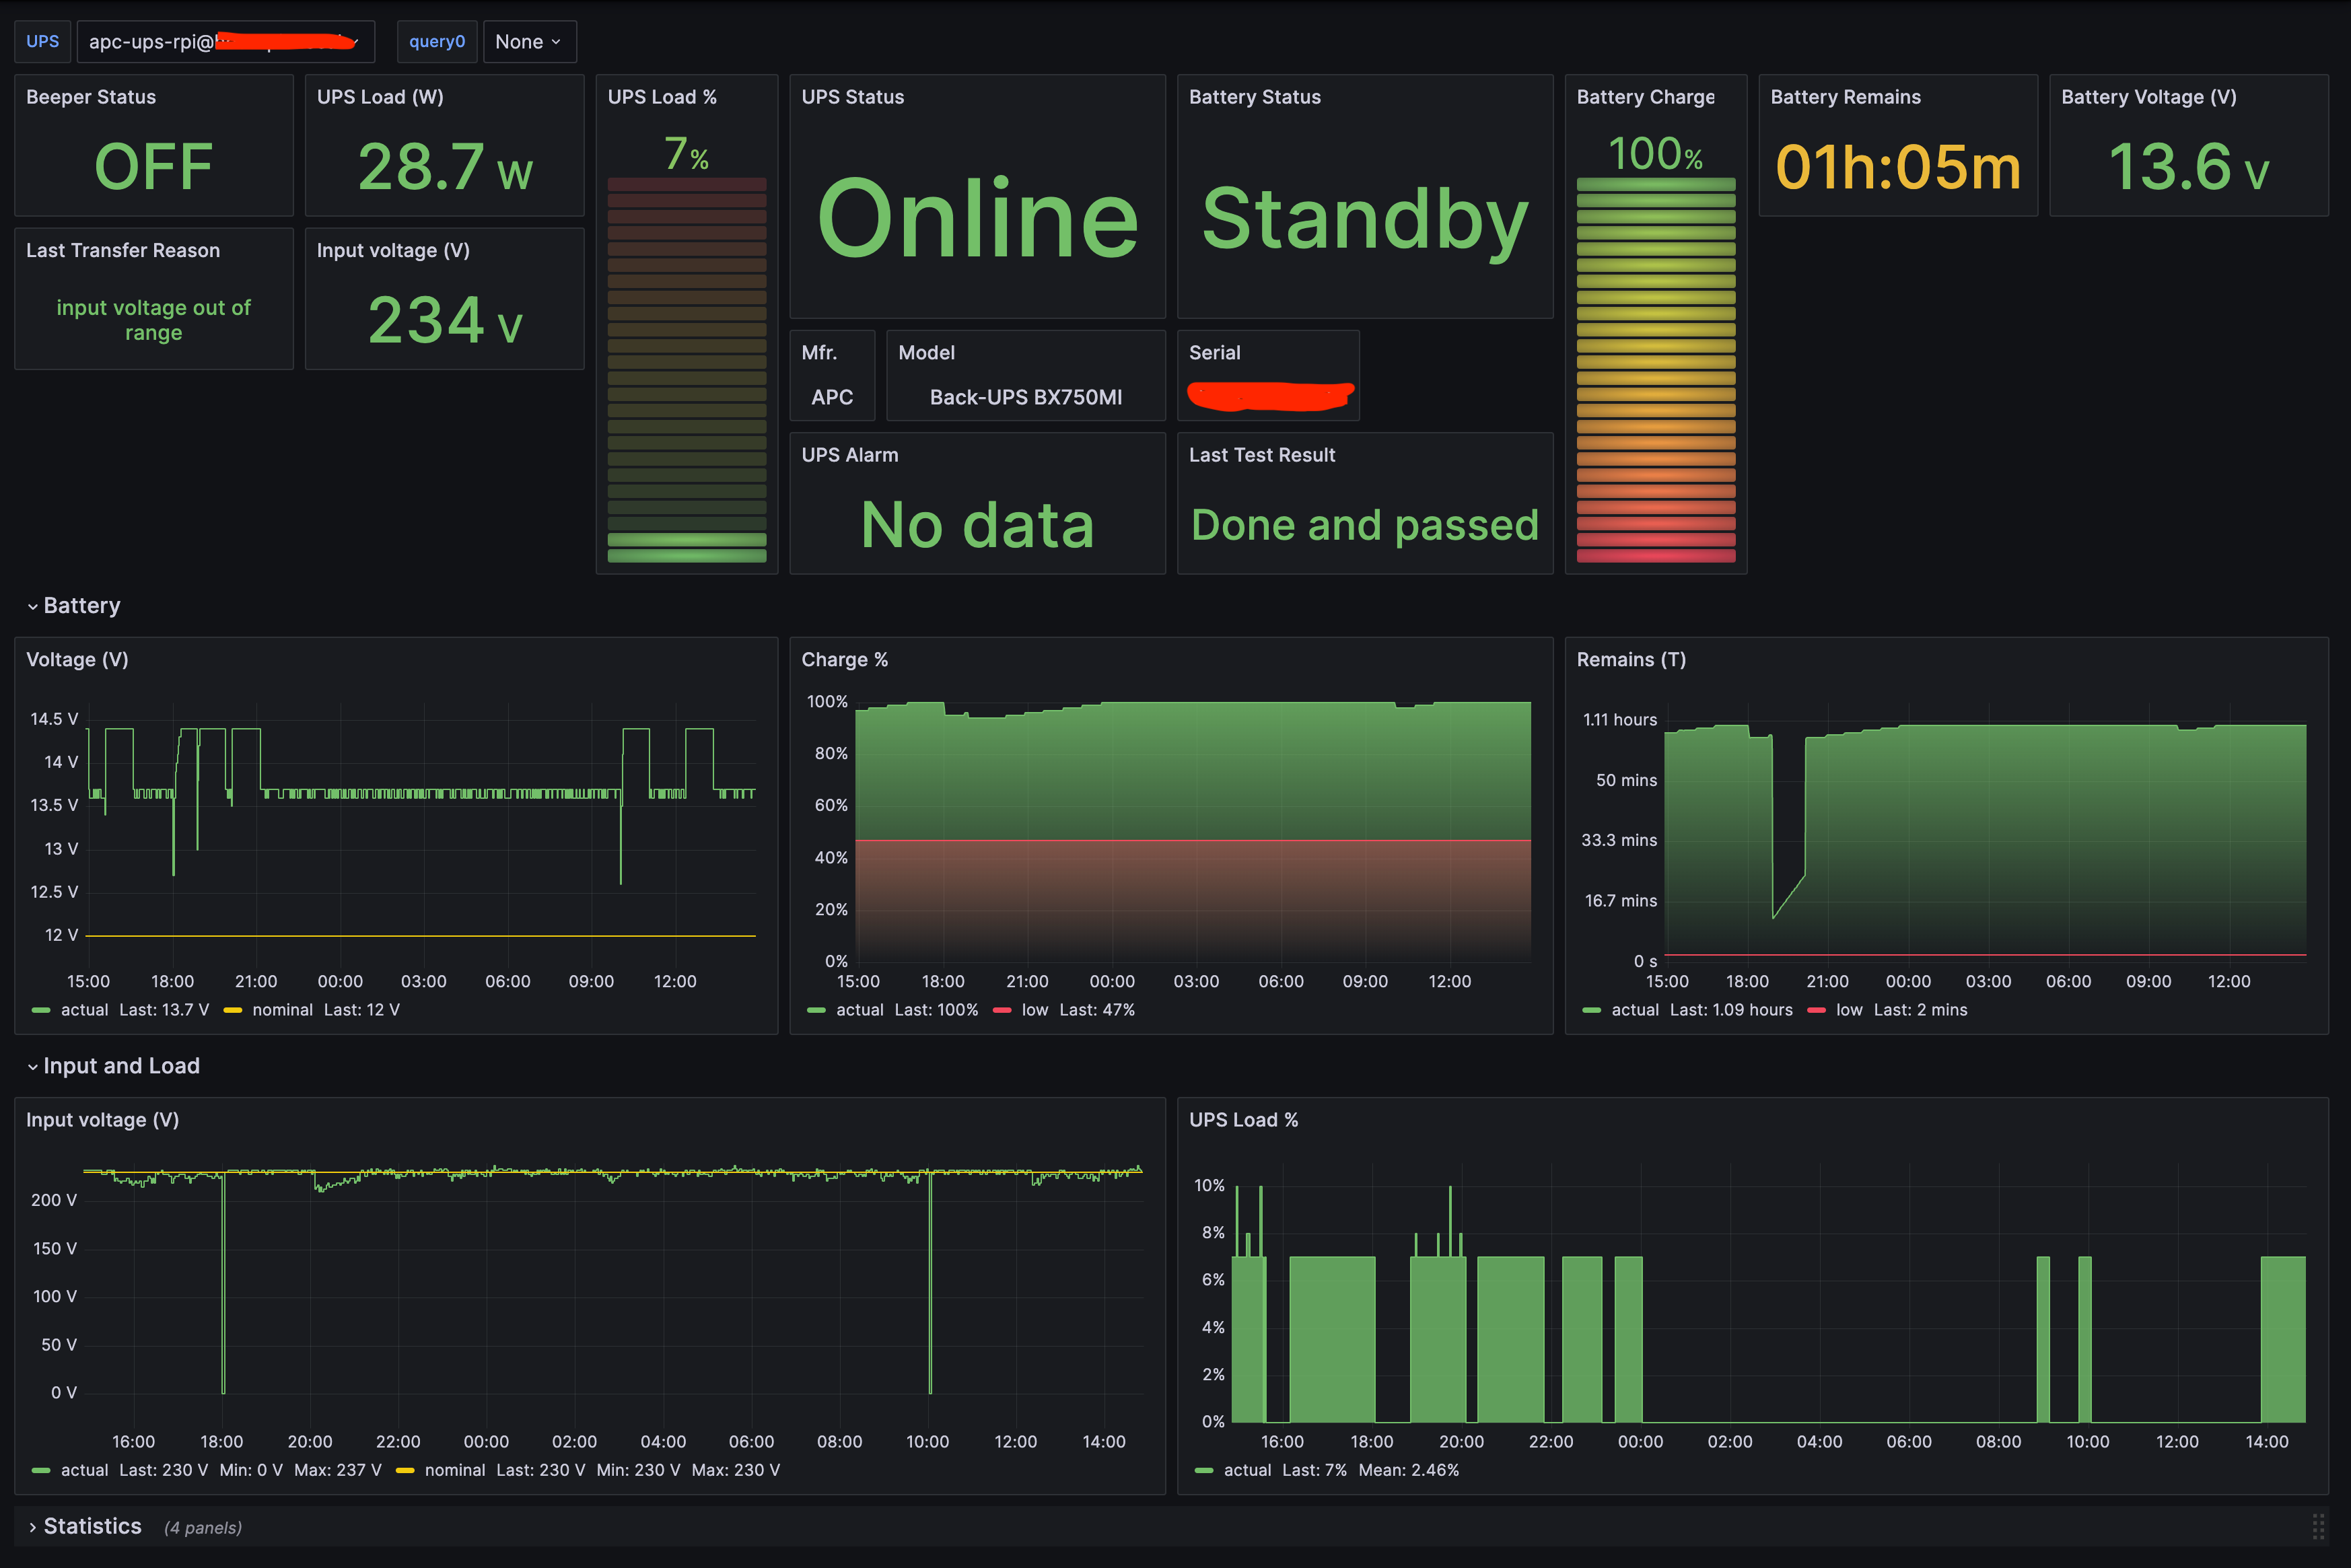 UPS apc-ups-rpi@ query0 None
Beeper Status
OFF
UPS Load (W)
28.7 W
UPS Load %
7%
UPS Status
Online
Battery Status
Standby
Battery Charge
100%
Battery Remains
01h:05m
Battery Voltage (V)
13.6 V
Last Transfer Reason
input voltage out of
range
Input voltage (V)
234 V
Mfr.
APC
Model
Back-UPS BX750MI
Serial
UPS Alarm
No data
Last Test Result
Done and passed
Battery
Voltage (V)
14.5 V
14 V
13.5 V
13 V
12.5 V
12 V
15:00 18:00 21:00 00:00 03:00 06:00 09:00 12:00
actual Last: 13.7 V nominal Last: 12 V
Charge %
100%
80%
60%
40%
20%
0%
15:00 18:00 21:00 00:00 03:00 06:00 09:00 12:00
actual Last: 100% low Last: 47%
Remains (T)
1.11 hours
50 mins
33.3 mins
16.7 mins
0 s
15:00 18:00 21:00 00:00 03:00 06:00 09:00 12:00
actual Last: 1.09 hours low Last: 2 mins
Input and Load
Input voltage (V)
200 V
150 V
100 V
50 V
0 V
16:00 18:00 20:00 22:00 00:00 02:00 04:00 06:00 08:00 10:00 12:00 14:00
actual Last: 230 V Min: 0 V Max: 237 V nominal Last: 230 V Min: 230 V Max: 230 V
UPS Load %
10%
8%
6%
4%
2%
0%
16:00 18:00 20:00 22:00 00:00 02:00 04:00 06:00 08:00 10:00 12:00 14:00
actual Last: 7% Mean: 2.46%
Statistics (4 panels)